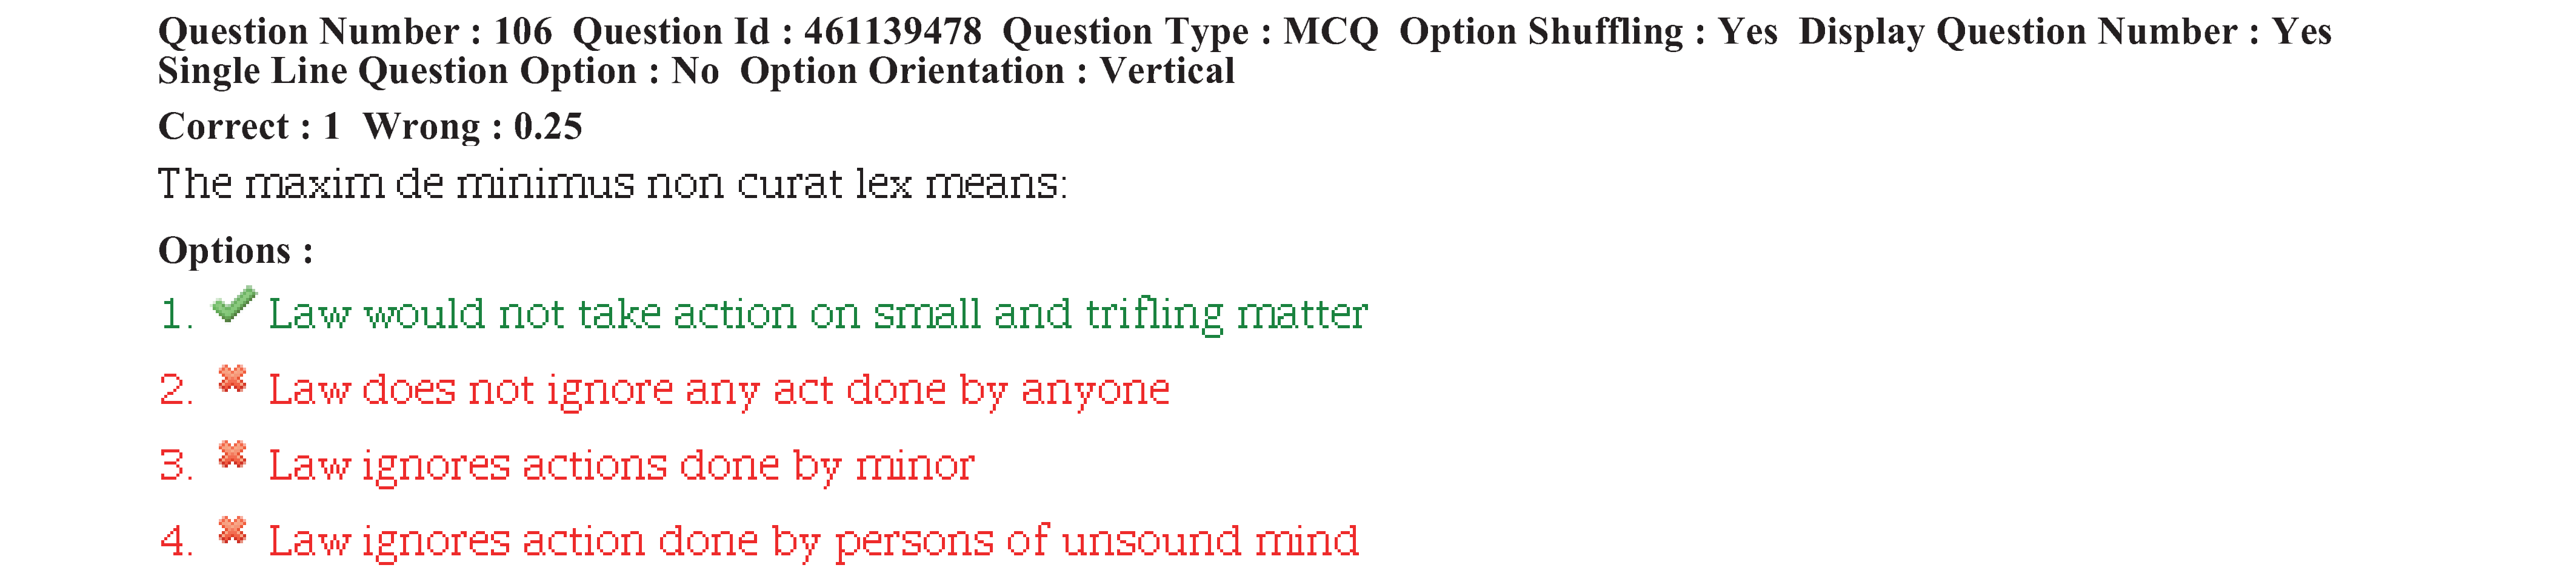 Question Number : 106 Question Id : 461139478 Question Type : MCQ Option Shuffling : Yes Display Question Number : Yes
Single Line Question Option : No Option Orientation : Vertical
Correct : 1 Wrong : 0.25
The maxim de minimus non curat lex means:
Options :
1. Law would not take action on small and trifling matter
2. Law does not ignore any act done by anyone
3. Law ignores actions done by minor
4. Law ignores action done by persons of unsound mind